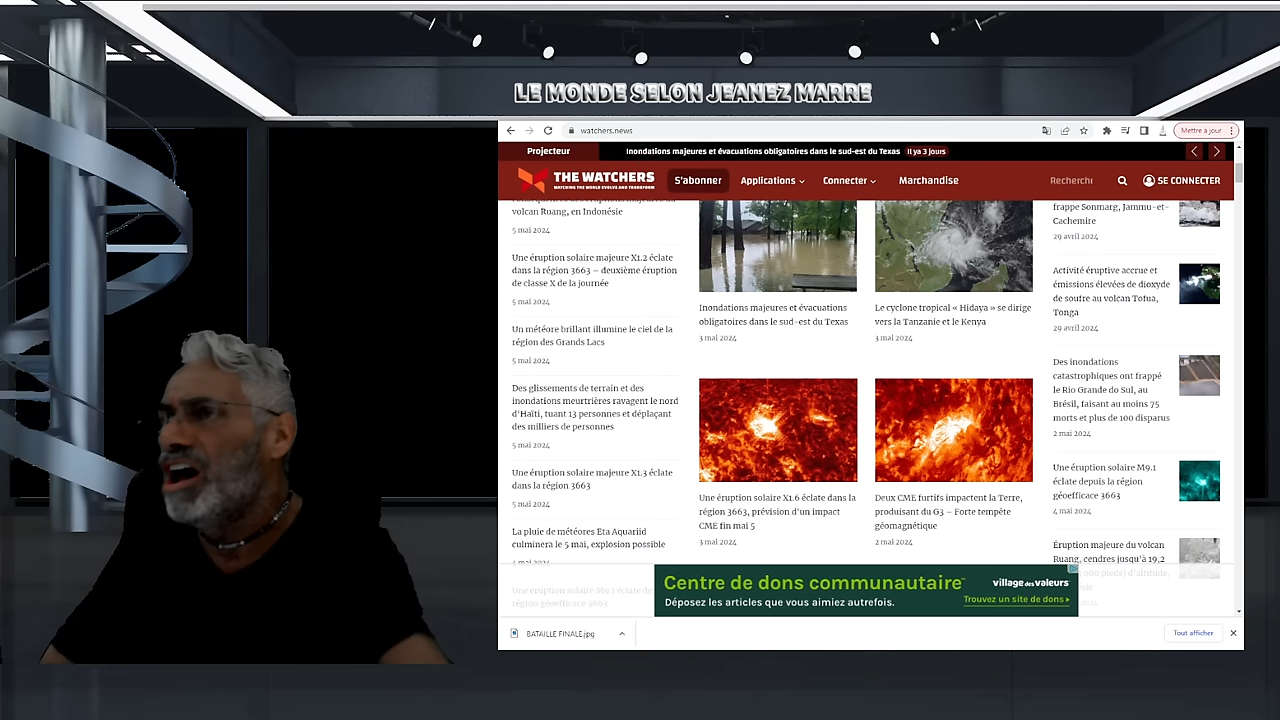 LE MONDE SELON JEANEZ MARRE
watchers.news
Mettre à jour
Projecteur
Inondations majeures et évacuations obligatoires dans le sud-est du Texas
Il ya 3 jours
THE WATCHERS
WATCHING THE WORLD EVOLVE AND TRANSFORM
S'abonner
Applications
Connecter
Marchandise
Recherch
SE CONNECTER
volcan Ruang, en Indonésie
5 mai 2024
Une éruption solaire majeure X1.2 éclate
dans la région 3663 – deuxième éruption
de classe X de la journée
5 mai 2024
Un météore brillant illumine le ciel de la
région des Grands Lacs
5 mai 2024
Des glissements de terrain et des
inondations meurtrières ravagent le nord
d'Haïti, tuant 13 personnes et déplaçant
des milliers de personnes
5 mai 2024
Une éruption solaire majeure X1.3 éclate
dans la région 3663
5 mai 2024
La pluie de météores Eta Aquariid
culminera le 5 mai, explosion possible
Une éruption solaire M9.1 éclate de
région géoefficace 3663
Inondations majeures et évacuations
obligatoires dans le sud-est du Texas
3 mai 2024
Le cyclone tropical « Hidaya » se dirige
vers la Tanzanie et le Kenya
3 mai 2024
Une éruption solaire X1.6 éclate dans la
région 3663, prévision d'un impact
CME fin mai 5
3 mai 2024
Deux CME furtifs impactent la Terre,
produisant du G3 – Forte tempête
géomagnétique
2 mai 2024
frappe Sonmarg, Jammu-et-
Cachemire
29 avril 2024
Activité éruptive accrue et
émissions élevées de dioxyde
de soufre au volcan Tofua,
Tonga
29 avril 2024
Des inondations
catastrophiques ont frappé
le Rio Grande do Sul, au
Brésil, faisant au moins 75
morts et plus de 100 disparus
2 mai 2024
Une éruption solaire M9.1
éclate depuis la région
géoefficace 3663
4 mai 2024
Éruption majeure du volcan
Ruang, cendres jusqu'à 19,2
Centre de dons communautaire
Déposez les articles que vous aimiez autrefois.
village des valeurs
Trouvez un site de dons
BATAILLE FINALE.jpg
Tout afficher